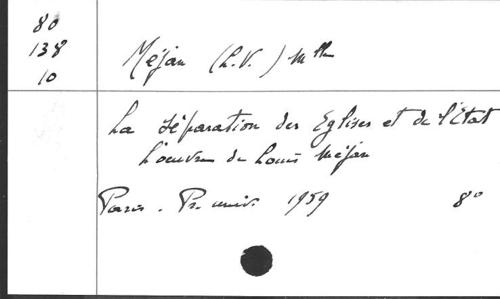 80
138
10
Méjan (L.V.) Mlle
La Séparation des Eglises et de l'Etat
L'oeuvre de Louis Méjan
Paris. Pr. univ. 1959 8°